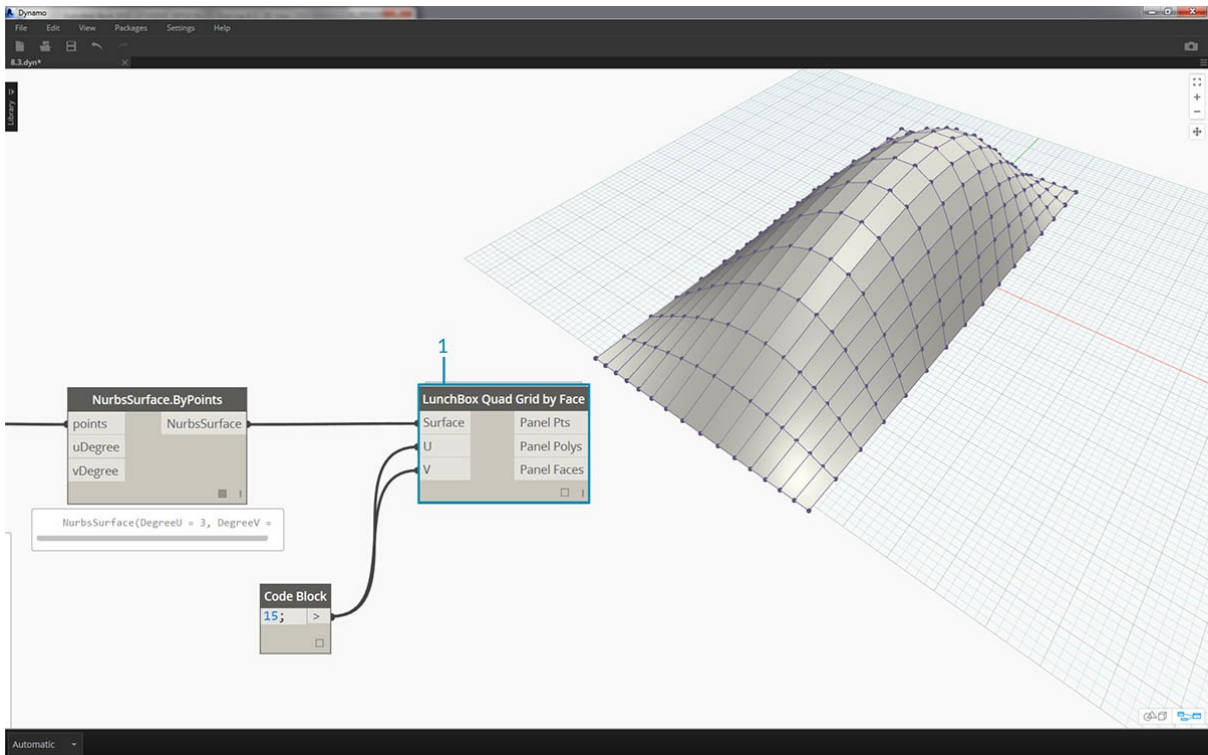 Dynamo
File Edit View Packages Settings Help
8.3.dyn*
Library
1
NurbsSurface.ByPoints
points NurbsSurface
uDegree
vDegree
NurbsSurface(DegreeU = 3, DegreeV =
LunchBox Quad Grid by Face
Surface Panel Pts
U Panel Polys
V Panel Faces
Code Block
15; >
Automatic